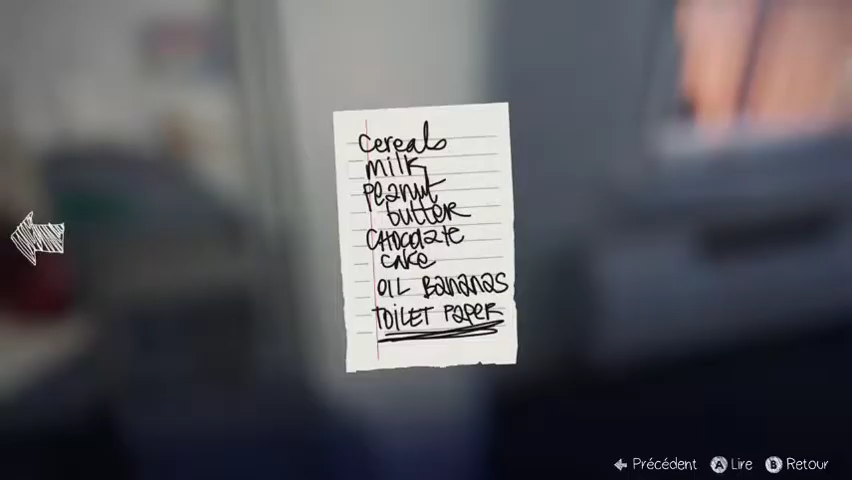 cereals
milk
peanut
butter
CHOCOLATE
CAKE
OIL BANANAS
TOILET PAPER
Précédent A Lire B Retour